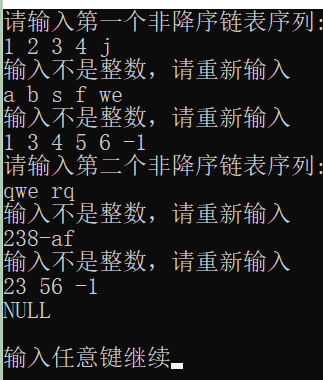 请输入第一个非降序链表序列:
1 2 3 4 j
输入不是整数，请重新输入
a b s f we
输入不是整数，请重新输入
1 3 4 5 6 -1
请输入第二个非降序链表序列:
qwe rq
输入不是整数，请重新输入
238-af
输入不是整数，请重新输入
23 56 -1
NULL
输入任意键继续